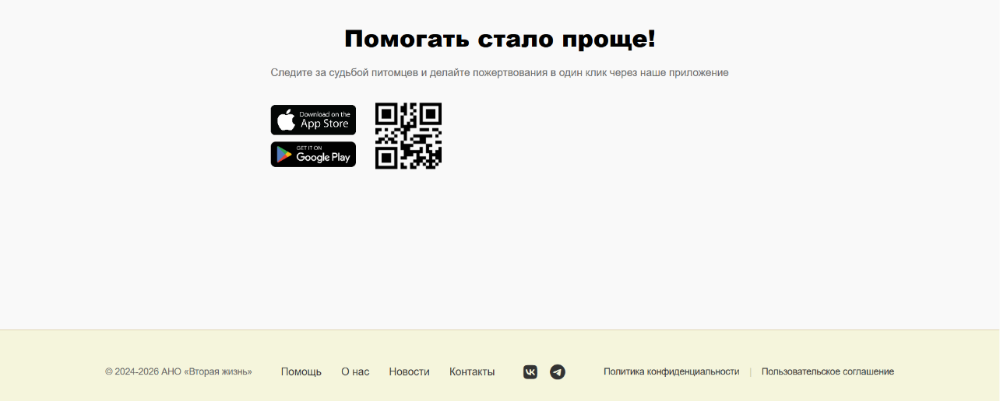 Помогать стало проще!
Следите за судьбой питомцев и делайте пожертвования в один клик через наше приложение
Download on the
App Store
GET IT ON
Google Play
© 2024-2026 АНО «Вторая жизнь» Помощь О нас Новости Контакты Политика конфиденциальности | Пользовательское соглашение